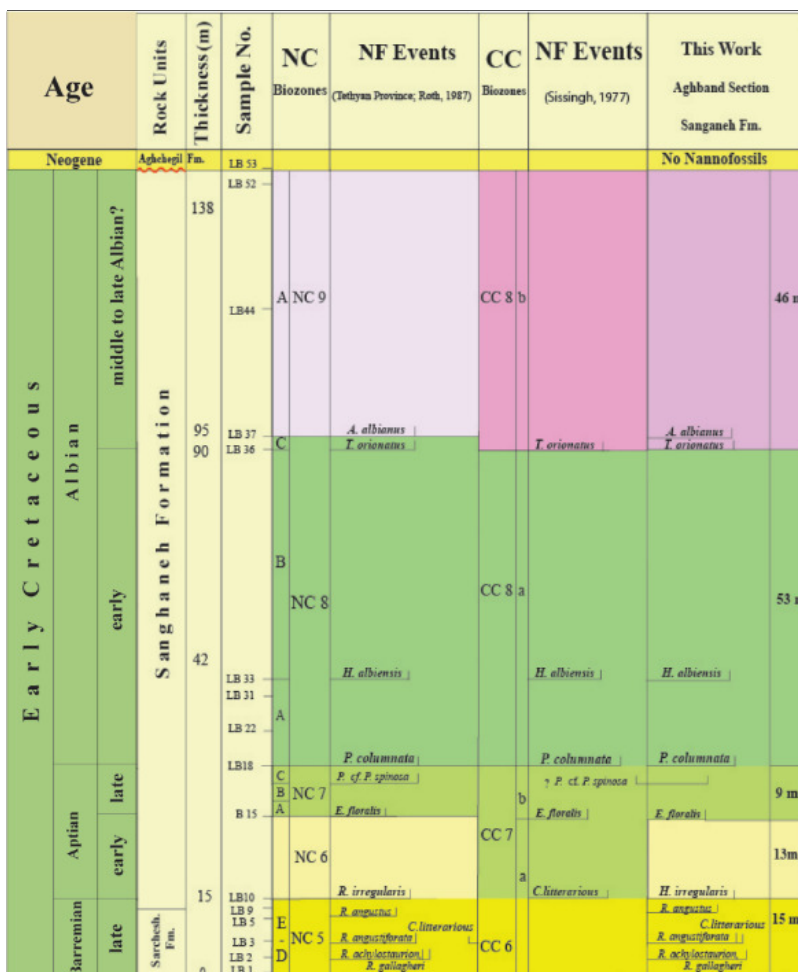 Age
Rock Units
Thickness (m)
Sample No.
NC
Biozones
NF Events
(Tethyan Province; Roth, 1987)
CC
Biozones
NF Events
(Sissingh, 1977)
This Work
Aghband Section
Sanganeh Fm.
Neogene
Aghchegil Fm.
LB 53
No Nannofossils
Early Cretaceous
Albian
middle to late Albian?
early
Aptian
late
early
Barremian
late
Sanghaneh Formation
Sarchesh.
Fm.
138
95
90
42
15
LB 52
LB44
LB 37
LB 36
LB 33
LB 31
LB 22
LB18
B 15
LB10
LB 9
LB 5
LB 3
LB 2
LB 1
A NC 9
C
B
NC 8
A
C
B NC 7
A
NC 6
E
- NC 5
D
A. albianus
T. orionatus
H. albiensis
P. columnata
P. cf. P. spinosa
E. floralis
R. irregularis
R. angustus
C.litterarious
R. angustiforata
R. achylostaurion,
R. gallagheri
CC 8 b
CC 8 a
b
CC 7
a
CC 6
T. orionatus
H. albiensis
P. columnata
? P. cf. P. spinosa
E. floralis
C.litterarious
A. albianus
T. orionatus
H. albiensis
P. columnata
E. floralis
H. irregularis
R. angustus
C.litterarious
R. angustiforata
R. achylostaurion,
R. gallagheri
46 m
53 m
9 m
13m
15 m